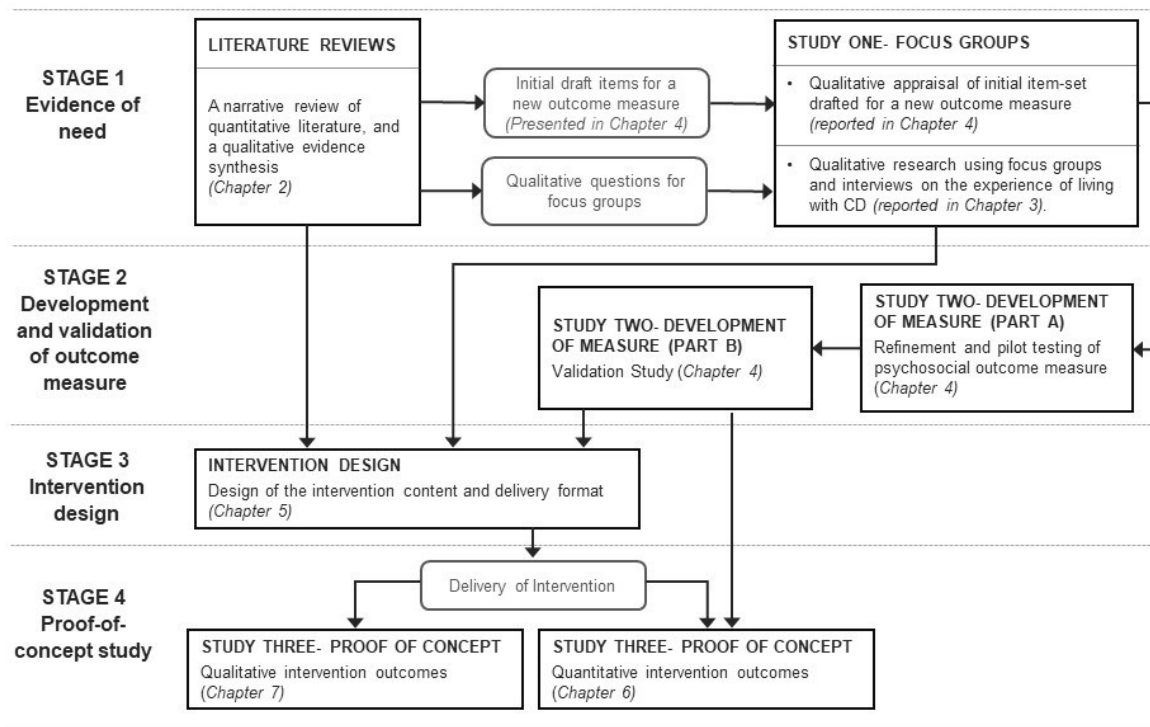 STAGE 1
Evidence of
need
LITERATURE REVIEWS
A narrative review of
quantitative literature, and
a qualitative evidence
synthesis
(Chapter 2)
Initial draft items for
a new outcome measure
(Presented in Chapter 4)
Qualitative questions for
focus groups
STUDY ONE- FOCUS GROUPS
• Qualitative appraisal of initial item-set
drafted for a new outcome measure
(reported in Chapter 4)
• Qualitative research using focus groups
and interviews on the experience of living
with CD (reported in Chapter 3).
STAGE 2
Development
and validation
of outcome
measure
STUDY TWO- DEVELOPMENT
OF MEASURE (PART B)
Validation Study (Chapter 4)
STUDY TWO- DEVELOPMENT
OF MEASURE (PART A)
Refinement and pilot testing of
psychosocial outcome measure
(Chapter 4)
STAGE 3
Intervention
design
INTERVENTION DESIGN
Design of the intervention content and delivery format
(Chapter 5)
STAGE 4
Proof-of-
concept study
Delivery of Intervention
STUDY THREE- PROOF OF CONCEPT
Qualitative intervention outcomes
(Chapter 7)
STUDY THREE- PROOF OF CONCEPT
Quantitative intervention outcomes
(Chapter 6)